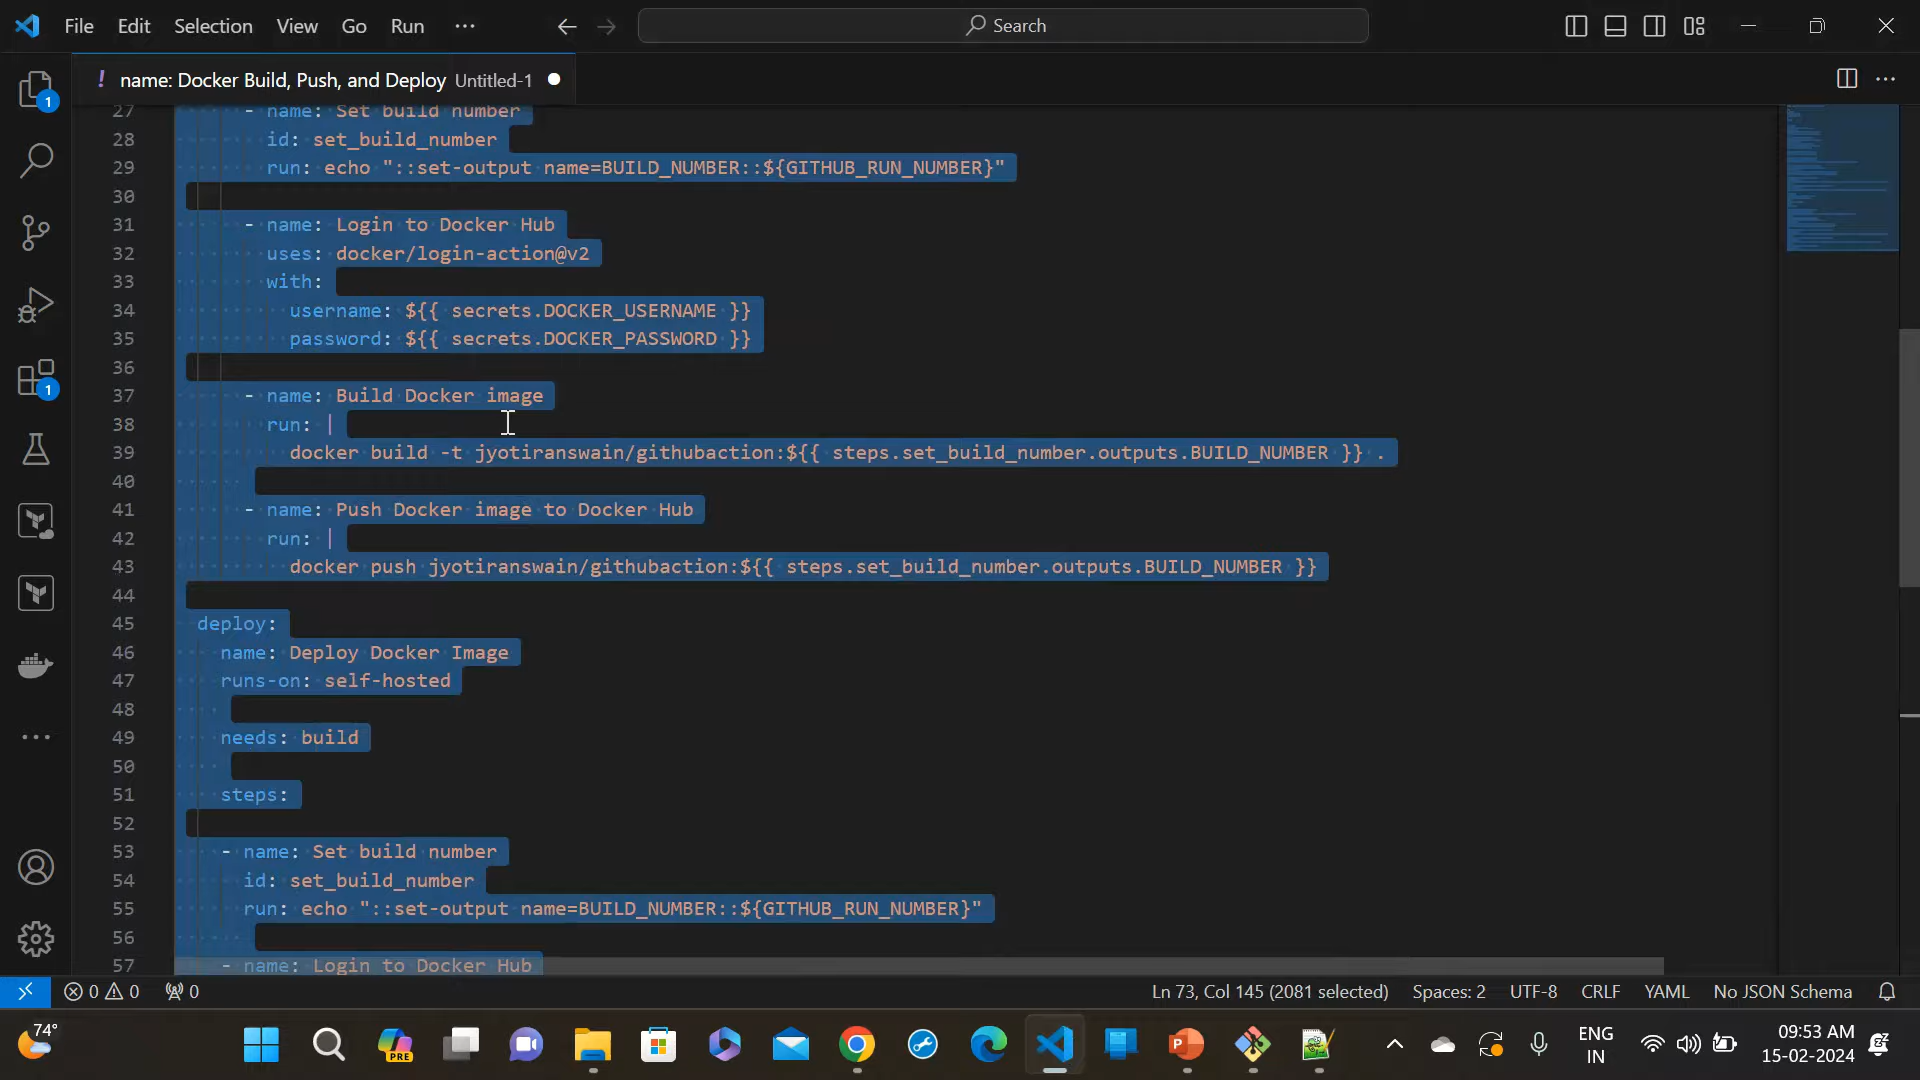 File Edit Selection View Go Run ··· Search
! name: Docker Build, Push, and Deploy Untitled-1
27 - name: Set build number
28 id: set_build_number
29 run: echo "::set-output name=BUILD_NUMBER::${GITHUB_RUN_NUMBER}"
30
31 - name: Login to Docker Hub
32 uses: docker/login-action@v2
33 with:
34 username: ${{ secrets.DOCKER_USERNAME }}
35 password: ${{ secrets.DOCKER_PASSWORD }}
36
37 - name: Build Docker image
38 run: |
39 docker build -t jyotiranswain/githubaction:${{ steps.set_build_number.outputs.BUILD_NUMBER }} .
40
41 - name: Push Docker image to Docker Hub
42 run: |
43 docker push jyotiranswain/githubaction:${{ steps.set_build_number.outputs.BUILD_NUMBER }}
44
45 deploy:
46 name: Deploy Docker Image
47 runs-on: self-hosted
48
49 needs: build
50
51 steps:
52
53 - name: Set build number
54 id: set_build_number
55 run: echo "::set-output name=BUILD_NUMBER::${GITHUB_RUN_NUMBER}"
56
57 - name: Login to Docker Hub
1
1
0 0 0 Ln 73, Col 145 (2081 selected) Spaces: 2 UTF-8 CRLF YAML No JSON Schema
74° PRE P ENG IN 09:53 AM 15-02-2024